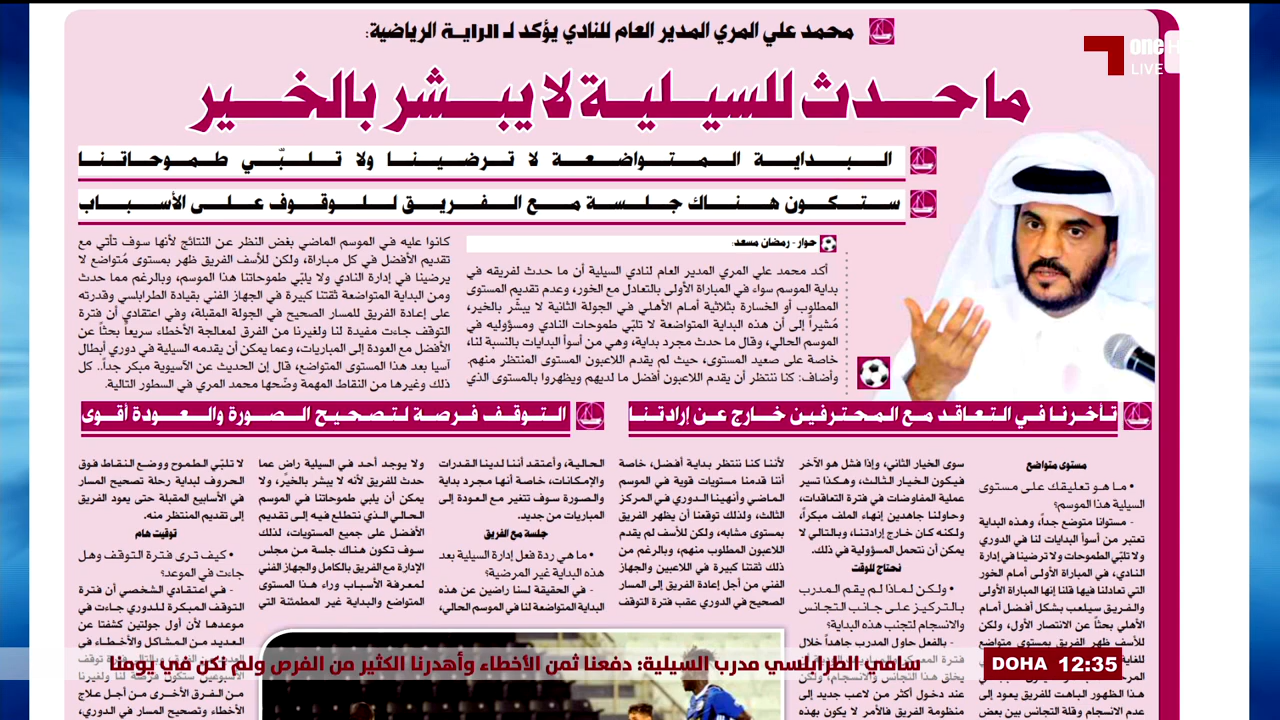 محمد علي المري المدير العام للنادي يؤكد لـ الراية الرياضية:
one
LIVE
ما حدث للسيلية لا يبشر بالخير
البداية المتواضعة لا ترضينا ولا تلبّي طموحاتنا
ستكون هناك جلسة مع الفريق للوقوف على الأسباب
حوار - رمضان مسعد:
أكد محمد علي المري المدير العام لنادي السيلية أن ما حدث لفريقه في
بداية الموسم سواء في المباراة الأولى بالتعادل مع الخور، وعدم تقديم المستوى
المطلوب أو الخسارة بثلاثية أمام الأهلي في الجولة الثانية لا يبشّر بالخير،
مُشيراً إلى أن هذه البداية المتواضعة لا تلبّي طموحات النادي ومسؤوليه في
الموسم الحالي، وقال ما حدث مجرد بداية، وهي من أسوأ البدايات بالنسبة لنا،
خاصة على صعيد المستوى، حيث لم يقدم اللاعبون المستوى المنتظر منهم.
وأضاف: كنا ننتظر أن يقدم اللاعبون أفضل ما لديهم ويظهروا بالمستوى الذي
كانوا عليه في الموسم الماضي بغض النظر عن النتائج لأنها سوف تأتي مع
تقديم الأفضل في كل مباراة، ولكن للأسف الفريق ظهر بمستوى مُتواضع لا
يرضينا في إدارة النادي ولا يلبّي طموحاتنا هذا الموسم، وبالرغم مما حدث
ومن البداية المتواضعة ثقتنا كبيرة في الجهاز الفني بقيادة الطرابلسي وقدرته
على إعادة الفريق للمسار الصحيح في الجولة المقبلة، وفي اعتقادي أن فترة
التوقف جاءت مفيدة لنا ولغيرنا من الفرق لمعالجة الأخطاء سريعاً بحثاً عن
الأفضل مع العودة إلى المباريات، وعما يمكن أن يقدمه السيلية في دوري أبطال
آسيا بعد هذا المستوى المتواضع، قال إن الحديث عن الآسيوية مبكر جداً.. كل
ذلك وغيرها من النقاط المهمة وضّحها محمد المري في السطور التالية.
تأخرنا في التعاقد مع المحترفين خارج عن إرادتنا
التوقف فرصة لتصحيح الصورة والعودة أقوى
مستوى متواضع
• ما هو تعليقك على مستوى
السيلية هذا الموسم؟
- مستوانا متوضع جداً، وهذه البداية
تعتبر من أسوأ البدايات لنا في الدوري
ولا تلبّي الطموحات ولا ترضينا في إدارة
النادي، في المباراة الأولى أمام الخور
التي تعادلنا فيها قلنا إنها المباراة الأولى
والفريق سيلعب بشكل أفضل أمام
الأهلي بحثاً عن الانتصار الأول، ولكن
للأسف ظهر الفريق بمستوى متواضع
هذا الظهور الباهت للفريق يعود إلى
عدم الانسجام وقلة التجانس بين بعض
سوى الخيار الثاني، وإذا فشل هو الآخر
فيكون الخيار الثالث، وهكذا تسير
عملية المفاوضات في فترة التعاقدات،
وحاولنا جاهدين إنهاء الملف مبكراً،
ولكنه كان خارج إرادتنا، وبالتالي لا
يمكن أن نتحمل المسؤولية في ذلك.
نحتاج للوقت
• ولكن لماذا لم يقم المدرب
بالتركيز على جانب التجانس
والانسجام لتجنب هذه البداية؟
- بالفعل حاول المدرب جاهداً خلال
عند دخول أكثر من لاعب جديد إلى
منظومة الفريق فالأمر لا يكون بهذه
لأننا كنا ننتظر بداية أفضل، خاصة
أننا قدمنا مستويات قوية في الموسم
الماضي وأنهينا الدوري في المركز
الثالث، ولذلك توقعنا أن يظهر الفريق
بمستوى مشابه، ولكن للأسف لم يقدم
اللاعبون المطلوب منهم، وبالرغم من
ذلك ثقتنا كبيرة في اللاعبين والجهاز
الفني من أجل إعادة الفريق إلى المسار
الصحيح في الدوري عقب فترة التوقف
الحالية، وأعتقد أننا لدينا القدرات
والإمكانات، خاصة أنها مجرد بداية
والصورة سوف تتغير مع العودة إلى
المباريات من جديد.
جلسة مع الفريق
• ما هي ردة فعل إدارة السيلية بعد
هذه البداية غير المرضية؟
- في الحقيقة لسنا راضين عن هذه
البداية المتواضعة لنا في الموسم الحالي،
ولا يوجد أحد في السيلية راض عما
حدث للفريق لأنه لا يبشر بالخير، ولا
يمكن أن يلبي طموحاتنا في الموسم
الحالي الذي نتطلع فيه إلى تقديم
الأفضل على جميع المستويات، لذلك
سوف تكون هناك جلسة من مجلس
الإدارة مع الفريق بالكامل والجهاز الفني
لمعرفة الأسباب وراء هذا المستوى
المتواضع والبداية غير المطمئنة التي
لا تلبّي الطموح ووضع النقاط فوق
الحروف لبداية رحلة تصحيح المسار
في الأسابيع المقبلة حتى يعود الفريق
إلى تقديم المنتظر منه.
توقيت هام
• كيف ترى فترة التوقف وهل
جاءت في الموعد؟
- في اعتقادي الشخصي أن فترة
التوقف المبكرة للدوري جاءت في
موعدها لأن أول جولتين كشفتا عن
العديد من المشاكل والأخطاء في
من الفرق الأخرى من أجل علاج
الأخطاء وتصحيح المسار في الدوري،
سامي الطرابلسي مدرب السيلية: دفعنا ثمن الأخطاء وأهدرنا الكثير من الفرص ولم نكن في يومنا
DOHA 12:35